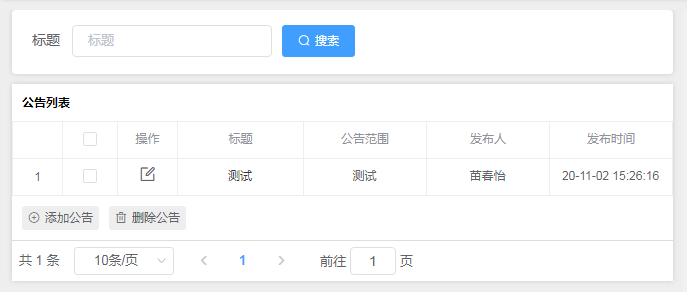 标题 标题 搜索
公告列表
操作 标题 公告范围 发布人 发布时间
1 测试 测试 苗春怡 20-11-02 15:26:16
添加公告 删除公告
共 1 条 10条/页 1 前往 1 页